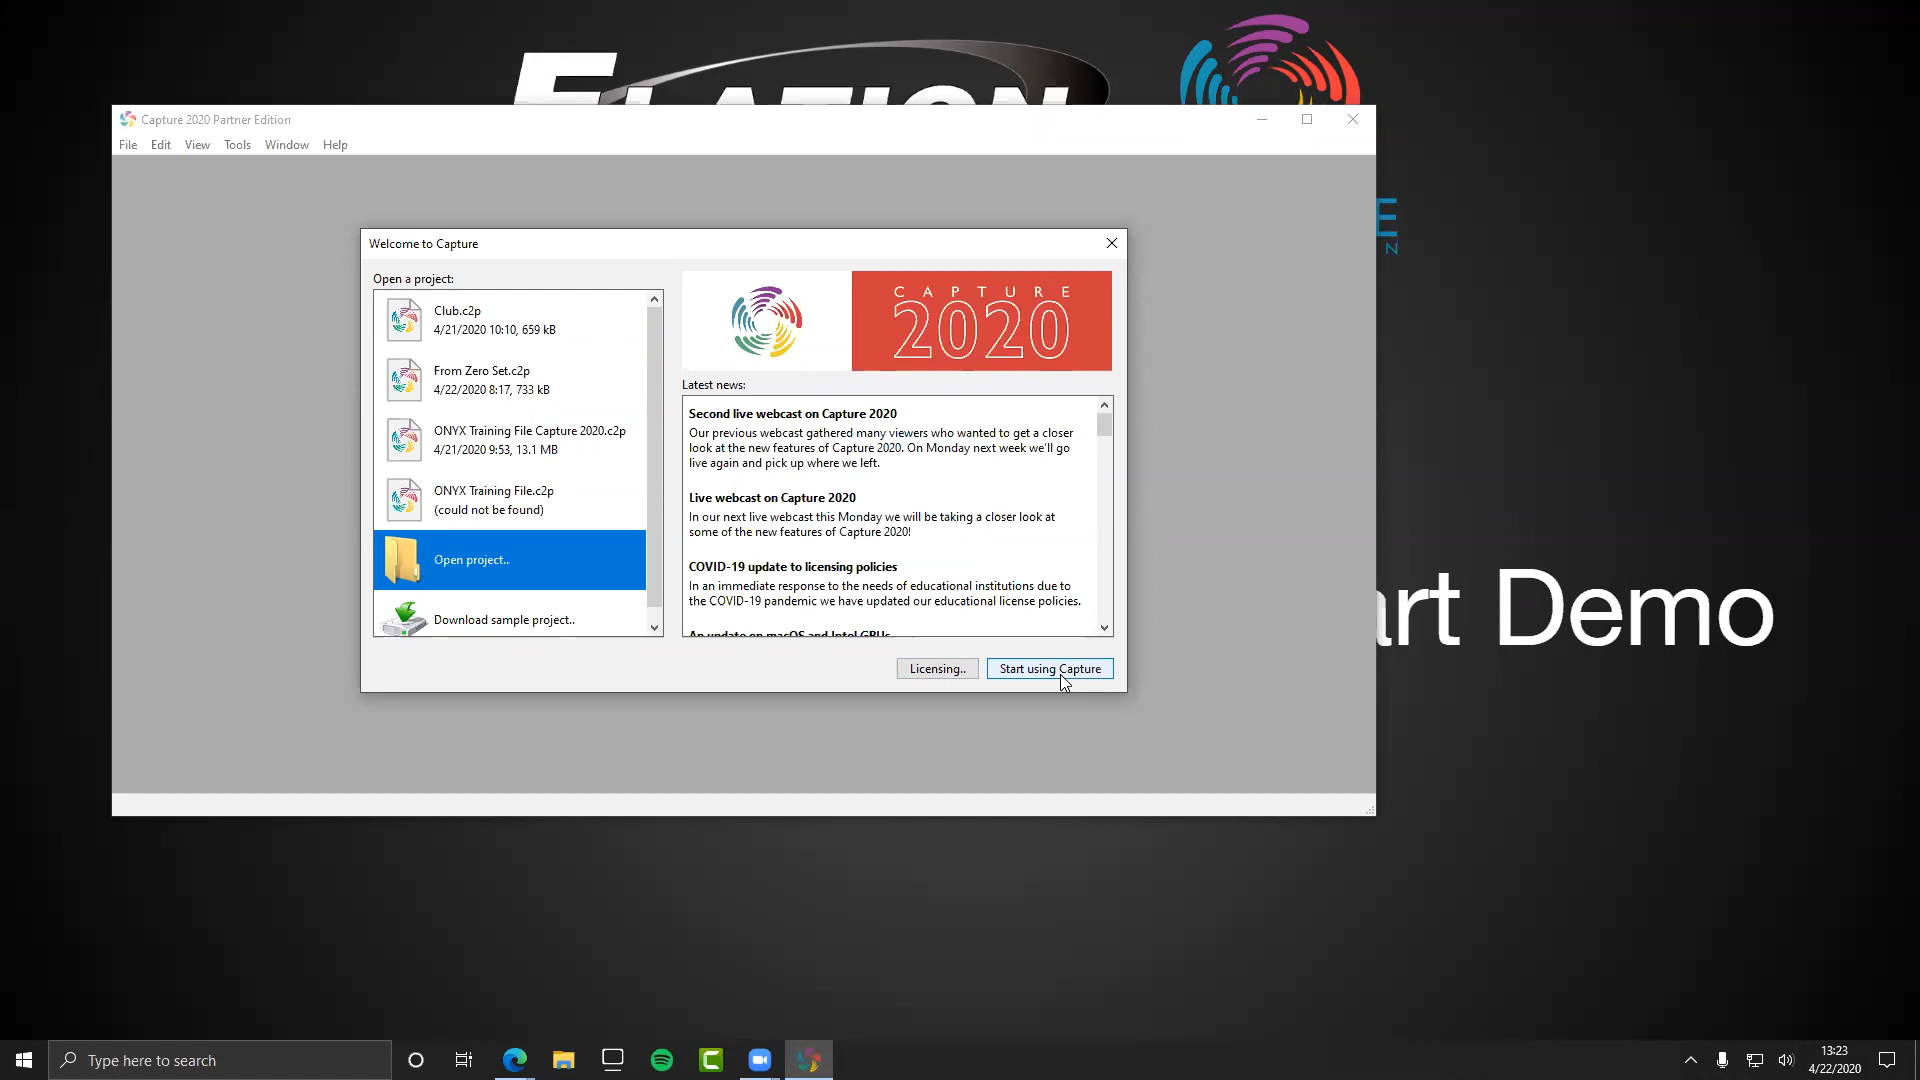 ELATION
Capture 2020 Partner Edition
File Edit View Tools Window Help
E
Z
Welcome to Capture
Open a project:
Club.c2p
4/21/2020 10:10, 659 kB
From Zero Set.c2p
4/22/2020 8:17, 733 kB
ONYX Training File Capture 2020.c2p
4/21/2020 9:53, 13.1 MB
ONYX Training File.c2p
(could not be found)
Open project..
Download sample project..
CAPTURE
2020
Latest news:
Second live webcast on Capture 2020
Our previous webcast gathered many viewers who wanted to get a closer
look at the new features of Capture 2020. On Monday next week we'll go
live again and pick up where we left.
Live webcast on Capture 2020
In our next live webcast this Monday we will be taking a closer look at
some of the new features of Capture 2020!
COVID-19 update to licensing policies
In an immediate response to the needs of educational institutions due to
the COVID-19 pandemic we have updated our educational license policies.
An update on macOS and Intel GPUs
Licensing..
Start using Capture
art Demo
Type here to search
13:23
4/22/2020